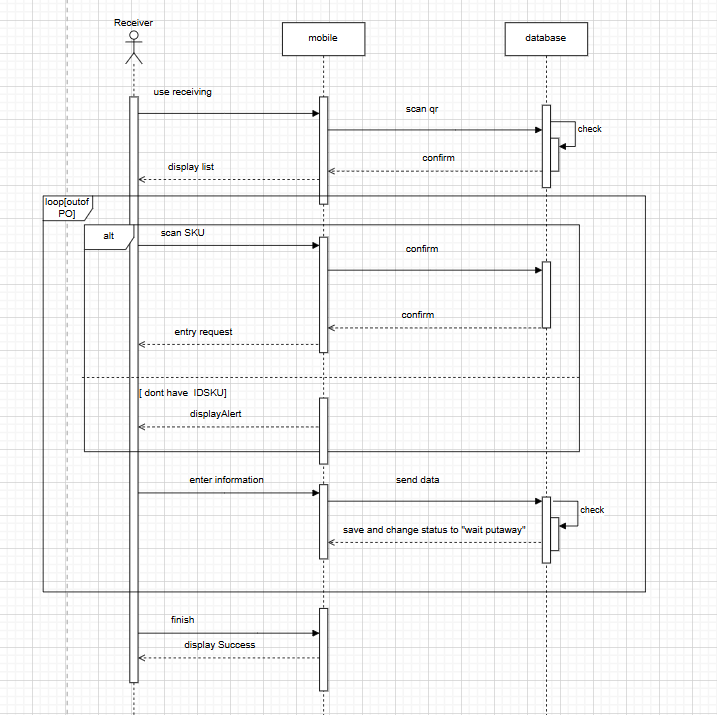 Receiver
mobile
database
use receiving
scan qr
check
confirm
display list
loop[outof
PO]
alt
scan SKU
confirm
confirm
entry request
[ dont have  IDSKU]
displayAlert
enter information
send data
check
save and change status to "wait putaway"
finish
display Success